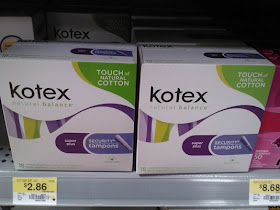 Kotex
TOUCH of
NATURAL
COTTON
Kotex
natural balance
super
plus
SECURITY
tampons
TOUCH of
NATURAL
COTTON
Kotex
natural balance
super
plus
SECURITY
tampons
50
$2.86
$8.68